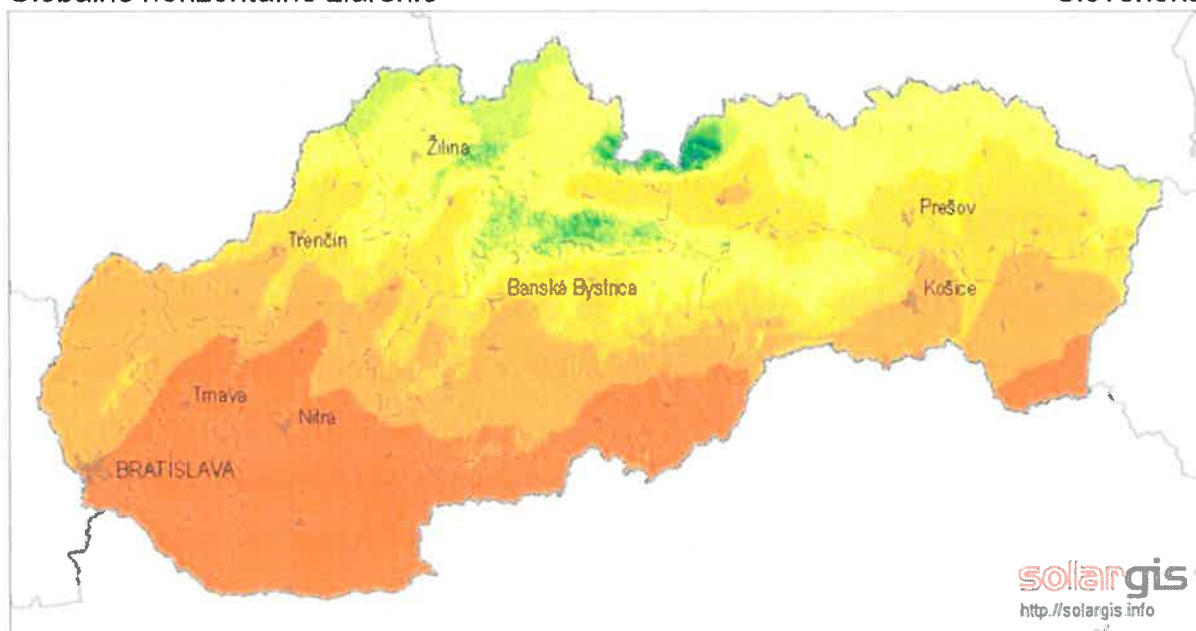 Žilina
Prešov
Trenčín
Banská Bystrica
Košice
Trnava
Nitra
BRATISLAVA
solargis
http://solargis.info